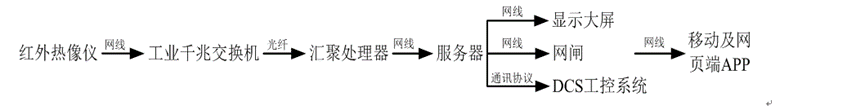 网线
显示大屏
红外热像仪 网线 工业千兆交换机 光纤 汇聚处理器 网线 服务器 网线 网闸 网线 移动及网
页端APP
通讯协议
DCS工控系统